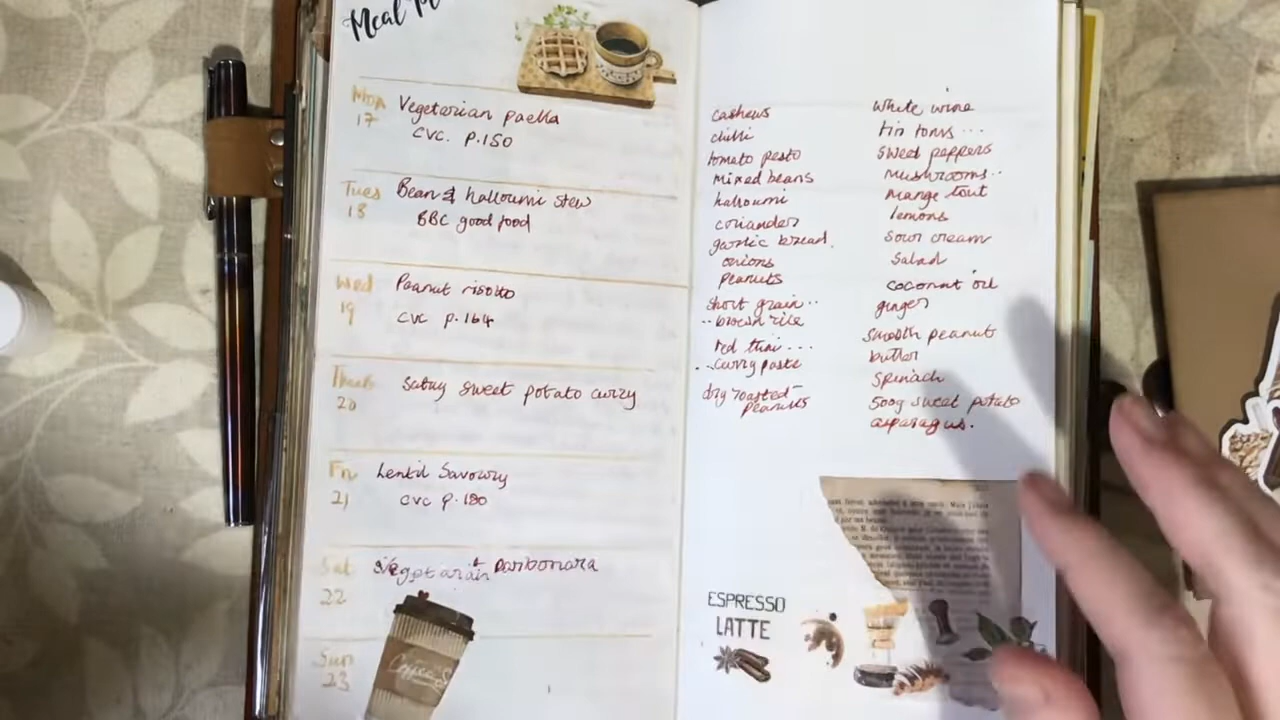 Meal
Mon
17
Vegetarian paella
CVC. P.150
Tues
18
Bean & halloumi stew
BBC good food
Wed
19
Peanut risotto
CVC p.164
Thurs
20
Satay sweet potato curry
Fri
21
Lentil Savoury
CVC p.180
Sat
22
Vegetarian carbonara
Sun
23
Coffee
cashews
chilli
tomato pesto
mixed beans
halloumi
coriander
garlic bread.
onions
peanuts
short grain..
..brown rice
red thai...
..curry paste
dry roasted
peanuts
white wine
tin toms...
sweet peppers
mushrooms..
mange tout
lemons
sour cream
salad
coconut oil
ginger
smooth peanut
butter
spinach
500g sweet potato
asparagus.
ESPRESSO
LATTE